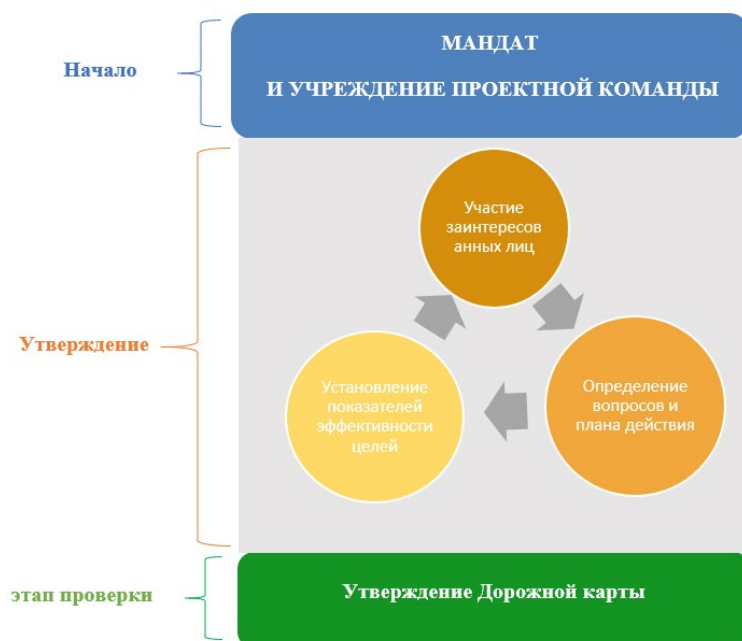 Начало
МАНДАТ
И УЧРЕЖДЕНИЕ ПРОЕКТНОЙ КОМАНДЫ
Утверждение
Участие
заинтересов
анных лиц
Определение
вопросов и
плана действия
Установление
показателей
эффективности
целей
этап проверки
Утверждение Дорожной карты